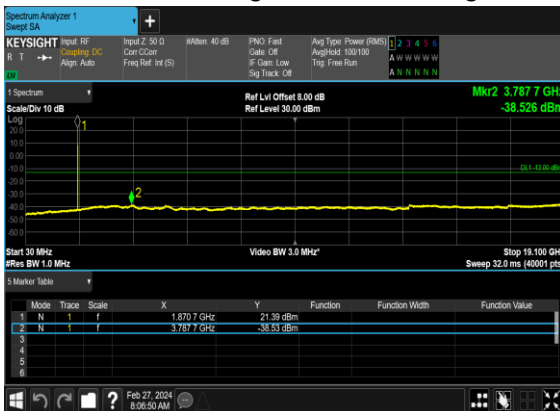 Spectrum Analyzer 1
Swept SA
KEYSIGHT Input: RF Input Z: 50 Ω #Atten: 40 dB PNO: Fast Avg Type: Power (RMS) 1 2 3 4 5 6
R T Coupling: DC Corr CCorr Gate: Off Avg|Hold: 100/100 A W W W W W
Align: Auto Freq Ref: Int (S) IF Gain: Low Trig: Free Run
LV Sig Track: Off A N N N N N
1 Spectrum Ref Lvl Offset 8.00 dB Mkr2 3.787 7 GHz
Scale/Div 10 dB Ref Level 30.00 dBm -38.526 dBm
Log 1
20.0
10.0
0.00
-10.0 DL1 -13.00 dBm
-20.0
-30.0 2
-40.0
-50.0
-60.0
Start 30 MHz Video BW 3.0 MHz* Stop 19.100 GHz
#Res BW 1.0 MHz Sweep 32.0 ms (40001 pts)
5 Marker Table
Mode Trace Scale X Y Function Function Width Function Value
1 N 1 f 1.870 7 GHz 21.39 dBm
2 N 1 f 3.787 7 GHz -38.53 dBm
3
4
5
6
? Feb 27, 2024
8:06:50 AM